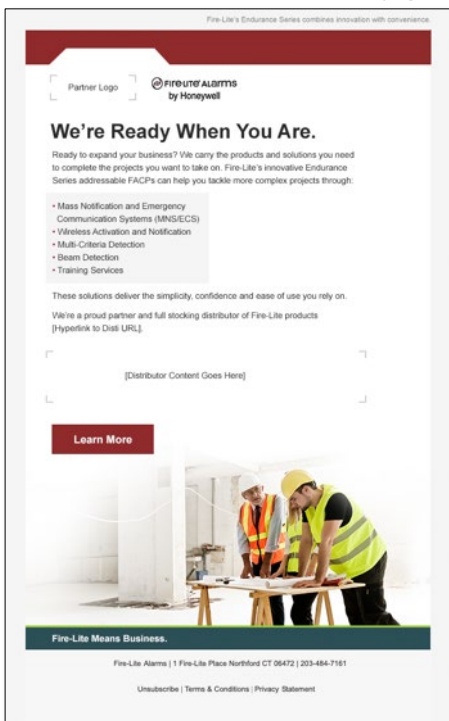 Fire-Lite's Endurance Series combines innovation with convenience.
Partner Logo
FIRE•LITE ALARMS
by Honeywell
We're Ready When You Are.
Ready to expand your business? We carry the products and solutions you need
to complete the projects you want to take on. Fire-Lite's innovative Endurance
Series addressable FACPs can help you tackle more complex projects through:
• Mass Notification and Emergency
Communication Systems (MNS/ECS)
• Wireless Activation and Notification
• Multi-Criteria Detection
• Beam Detection
• Training Services
These solutions deliver the simplicity, confidence and ease of use you rely on.
We're a proud partner and full stocking distributor of Fire-Lite products
[Hyperlink to Disti URL].
[Distributor Content Goes Here]
Learn More
Fire-Lite Means Business.
Fire-Lite Alarms | 1 Fire-Lite Place Northford CT 06472 | 203-484-7161
Unsubscribe | Terms & Conditions | Privacy Statement